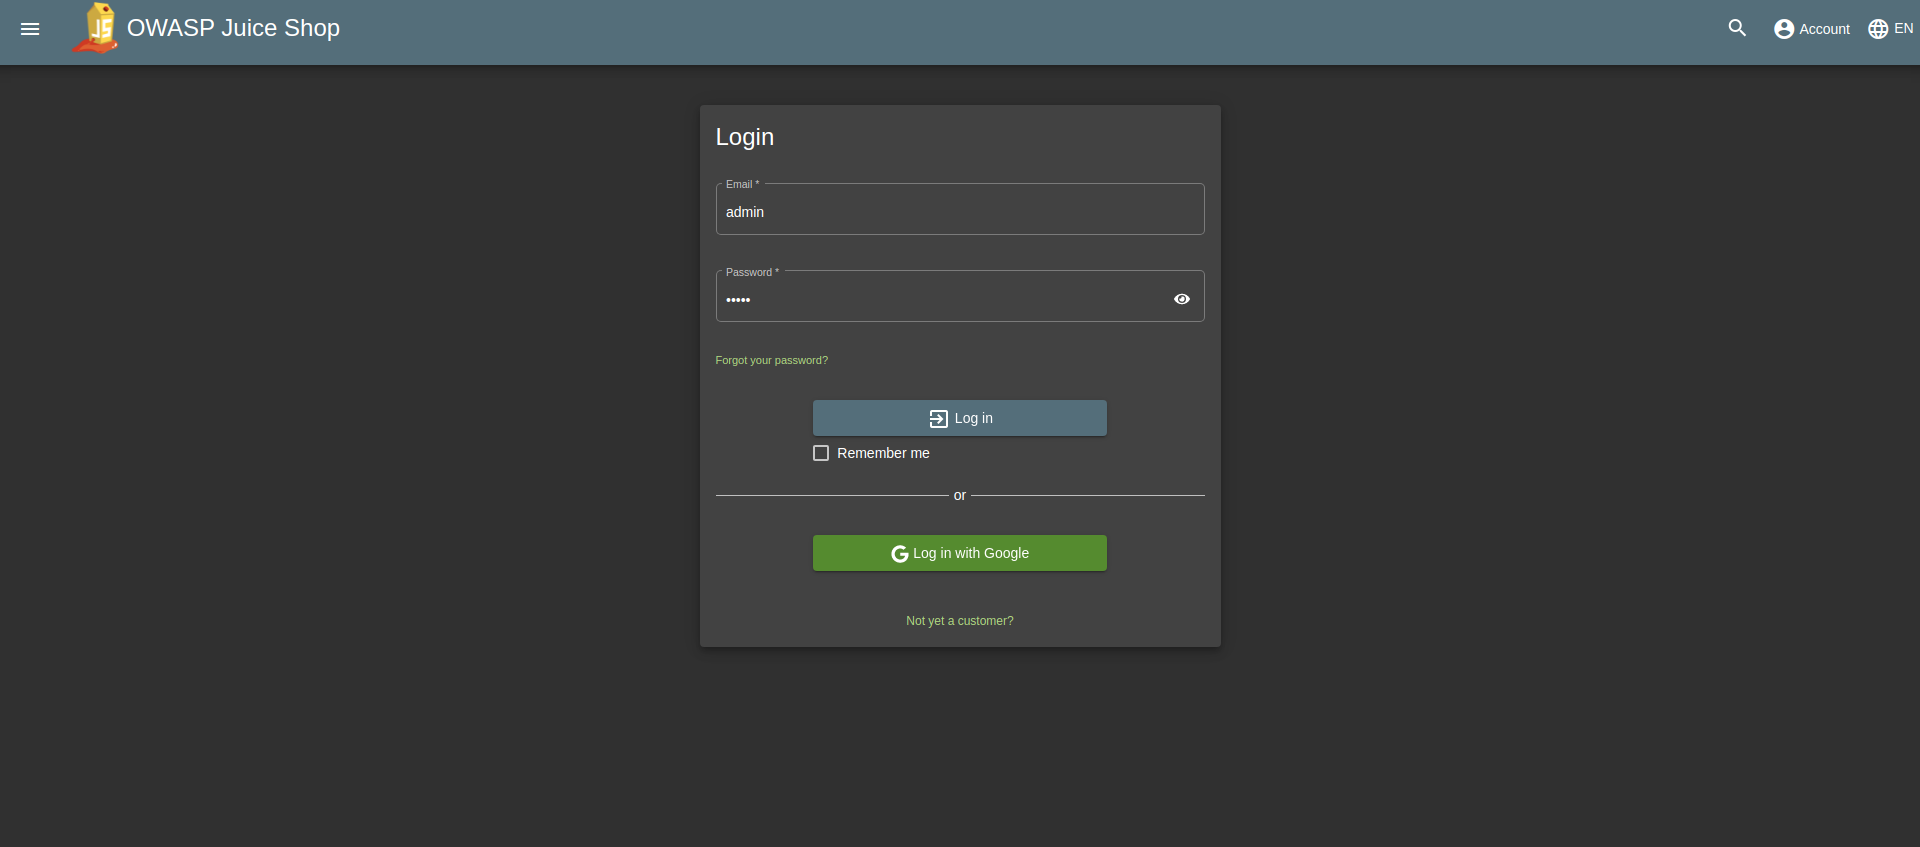 OWASP Juice Shop
Account
EN
Login
Email *
admin
Password *
•••••
Forgot your password?
Log in
Remember me
or
Log in with Google
Not yet a customer?